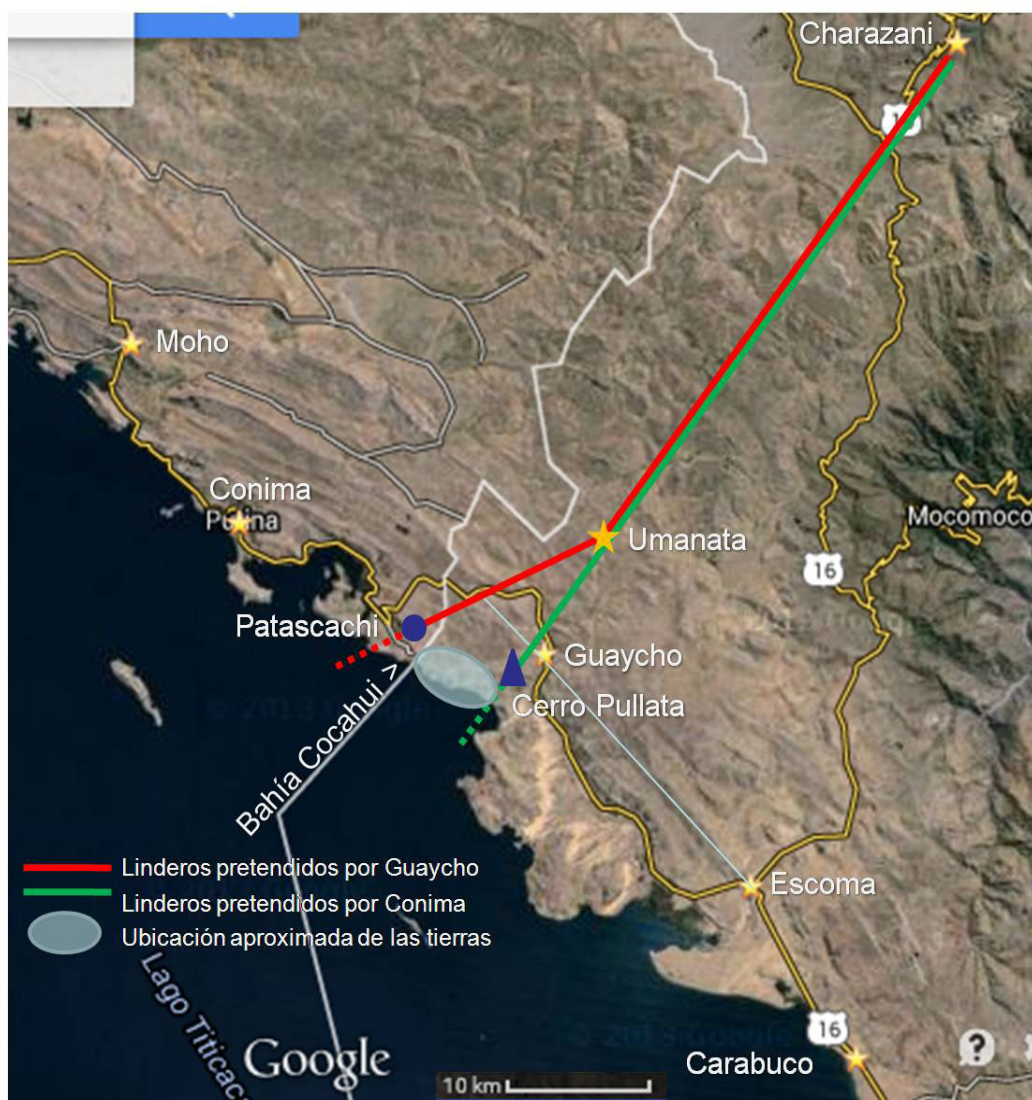 Charazani
Moho
Conima
Mocomoco
Umanata
16
Patascachi
Guaycho
Cerro Pullata
Bahía Cocahui >
Linderos pretendidos por Guaycho
Escoma
Linderos pretendidos por Conima
Ubicación aproximada de las tierras
Lago Titicaca
Google
16
?
10 km
Carabuco